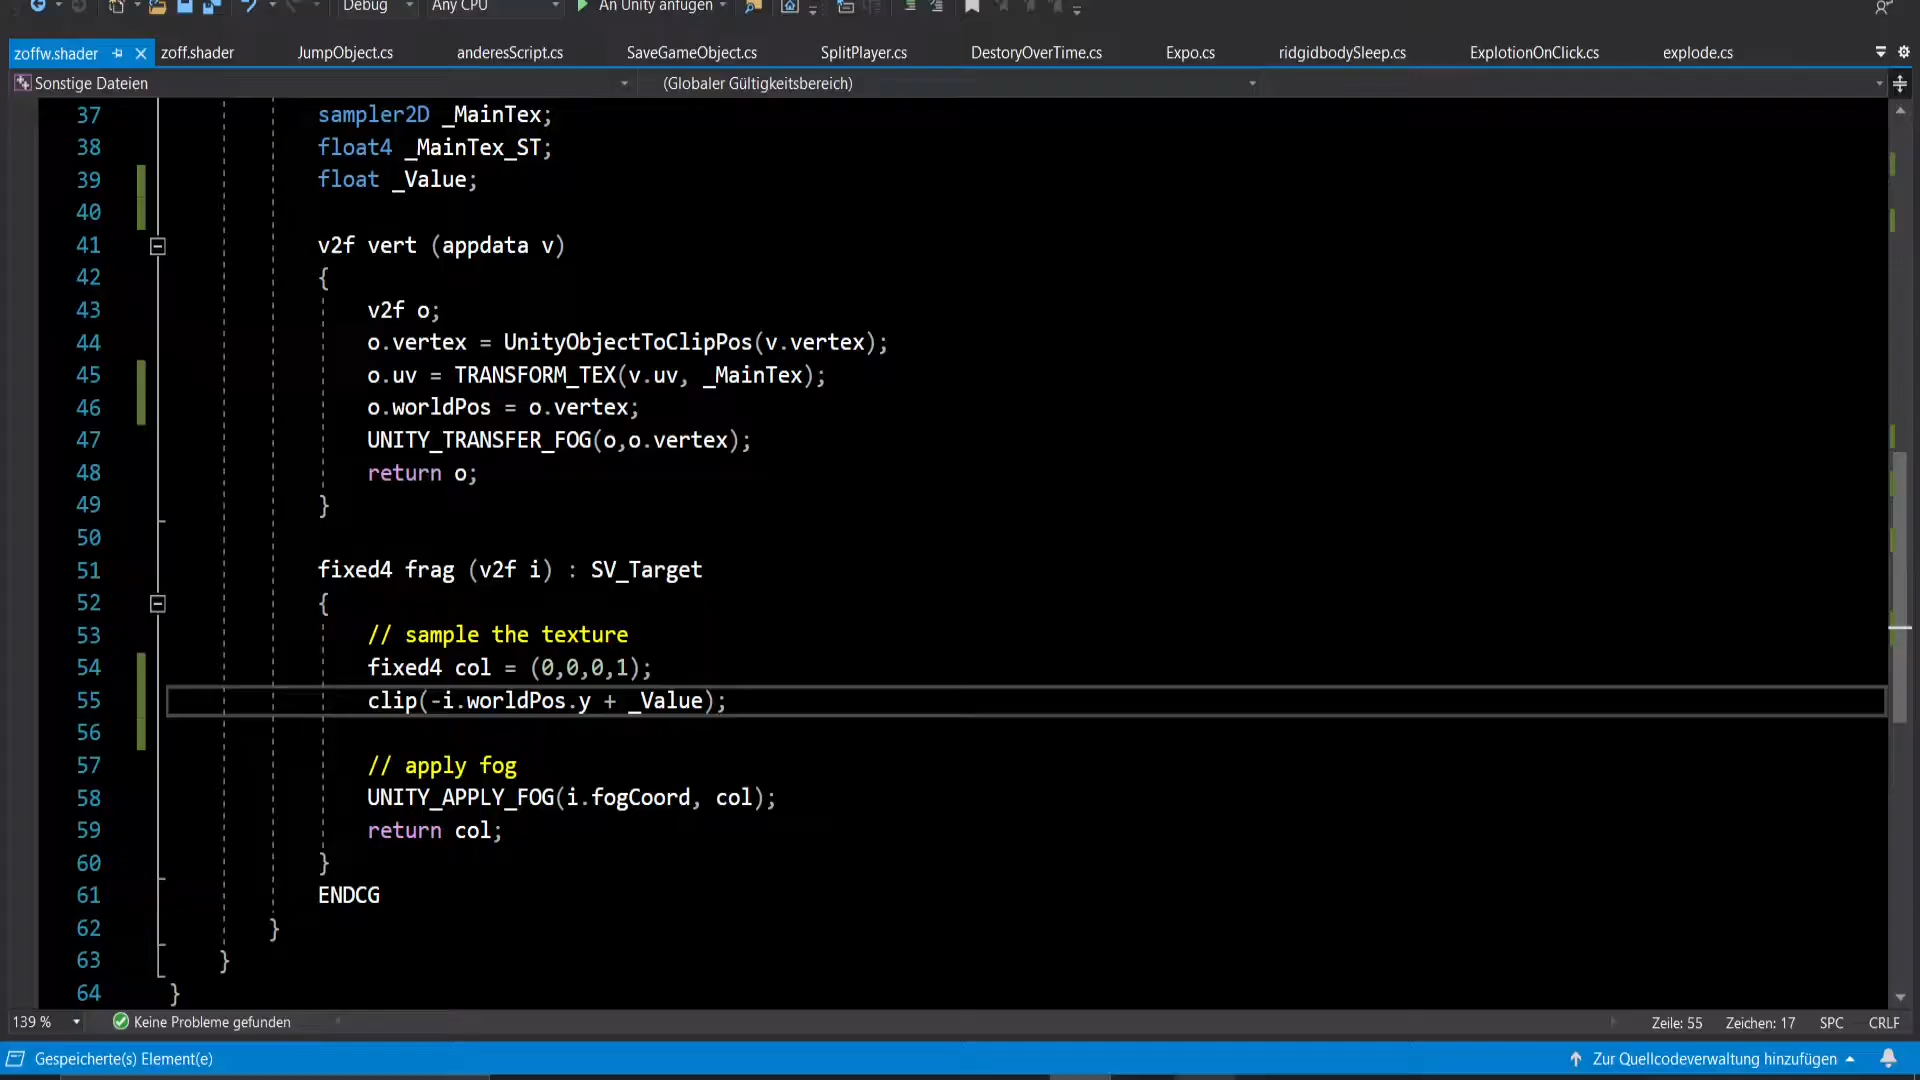 Debug Any CPU An Unity anfügen
zoffw.shader zoff.shader JumpObject.cs anderesScript.cs SaveGameObject.cs SplitPlayer.cs DestoryOverTime.cs Expo.cs ridgidbodySleep.cs ExplotionOnClick.cs explode.cs
Sonstige Dateien (Globaler Gültigkeitsbereich)
37 sampler2D _MainTex;
38 float4 _MainTex_ST;
39 float _Value;
40
41 v2f vert (appdata v)
42 {
43 v2f o;
44 o.vertex = UnityObjectToClipPos(v.vertex);
45 o.uv = TRANSFORM_TEX(v.uv, _MainTex);
46 o.worldPos = o.vertex;
47 UNITY_TRANSFER_FOG(o,o.vertex);
48 return o;
49 }
50
51 fixed4 frag (v2f i) : SV_Target
52 {
53 // sample the texture
54 fixed4 col = (0,0,0,1);
55 clip(-i.worldPos.y + _Value);
56
57 // apply fog
58 UNITY_APPLY_FOG(i.fogCoord, col);
59 return col;
60 }
61 ENDCG
62 }
63 }
64 }
139 % Keine Probleme gefunden Zeile: 55 Zeichen: 17 SPC CRLF
Gespeicherte(s) Element(e) Zur Quellcodeverwaltung hinzufügen